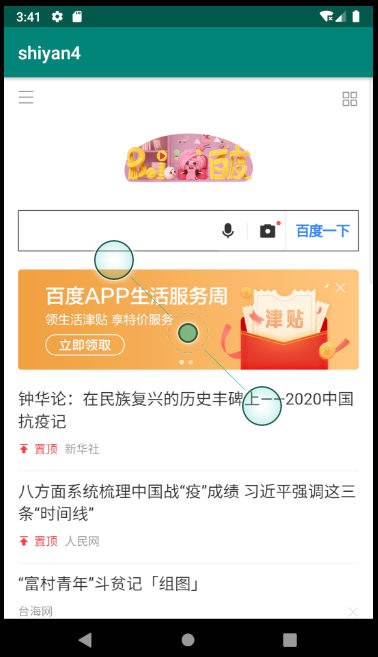 3:41
shiyan4
百度
百度一下
百度APP生活服务周
领生活津贴 享特价服务
津贴
立即领取
钟华论：在民族复兴的历史丰碑上——2020中国
抗疫记
置顶 新华社
八方面系统梳理中国战“疫”成绩 习近平强调这三
条“时间线”
置顶 人民网
“富村青年”斗贫记「组图」
台海网